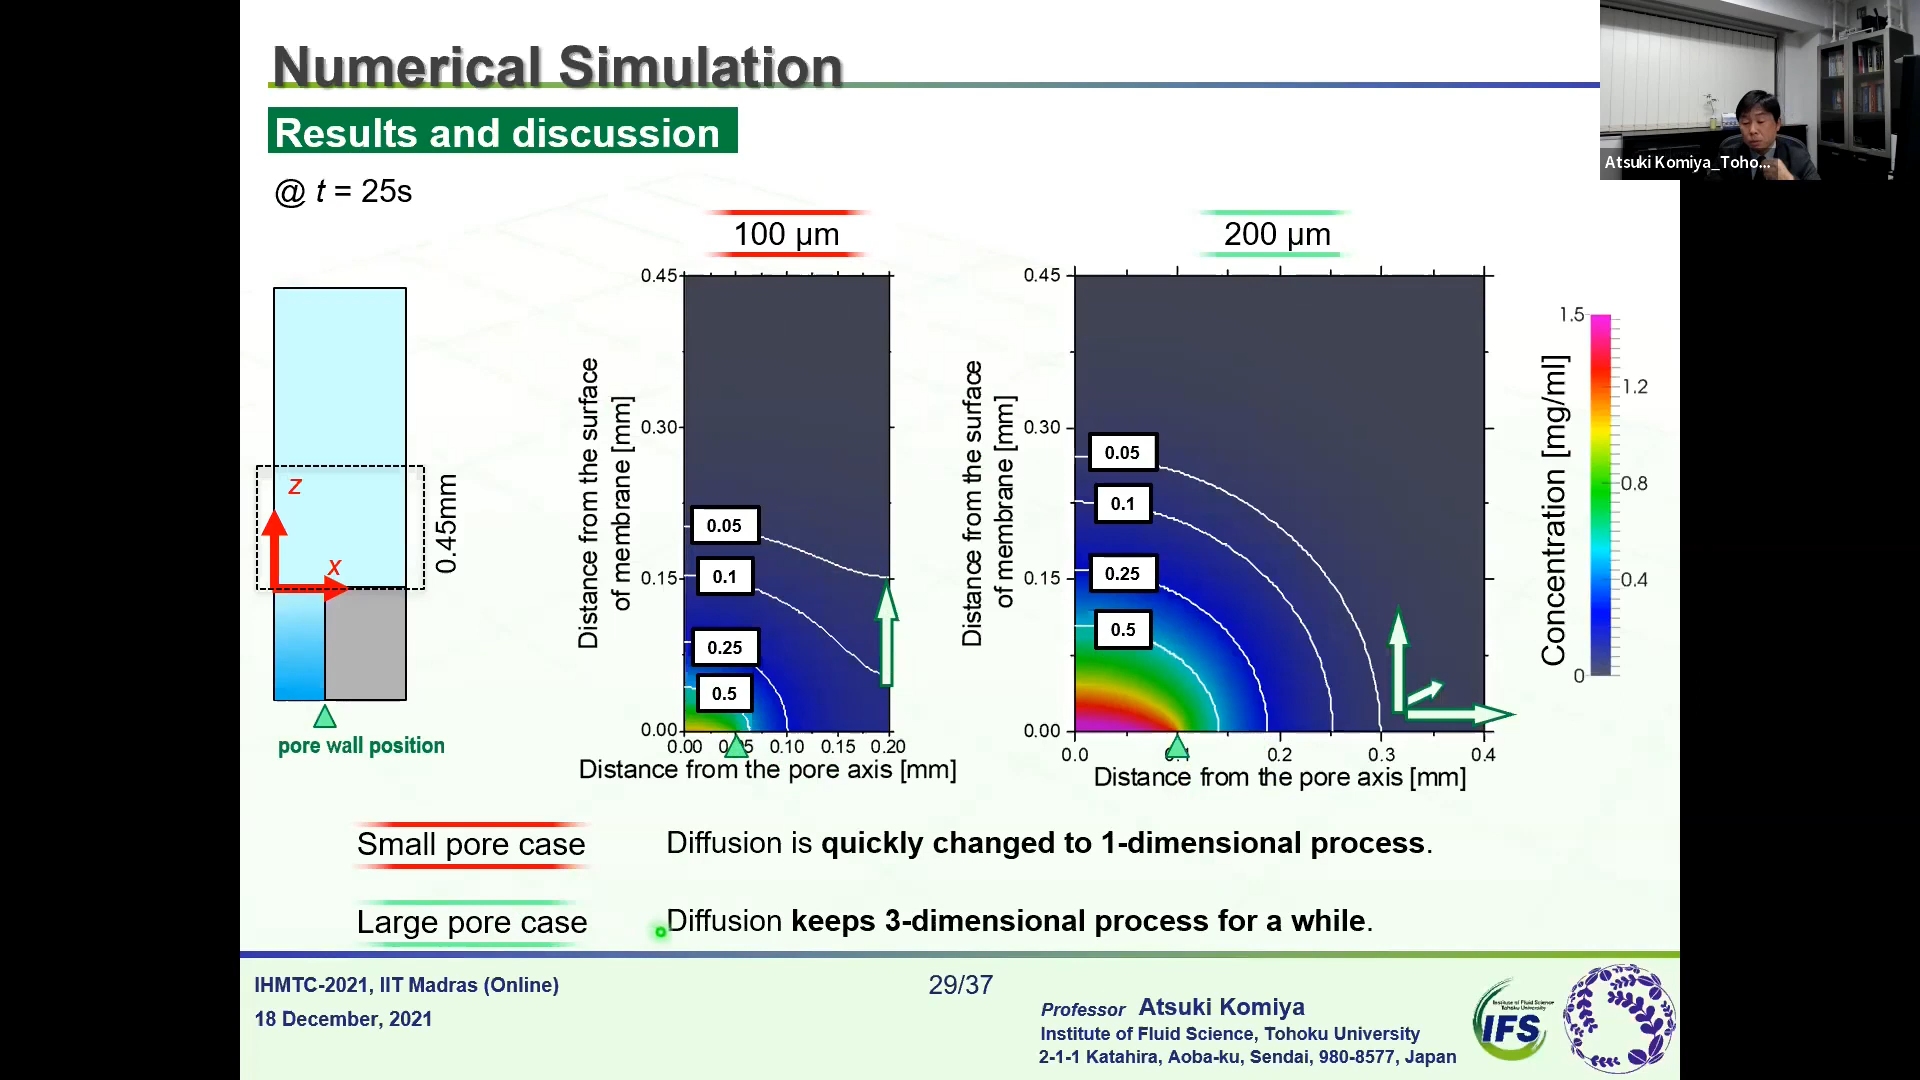 Numerical Simulation
Results and discussion
@ t = 25s
Atsuki Komiya_Toho...
z
x
0.45mm
pore wall position
100 μm
0.45
0.30
0.15
0.00
0.05
0.1
0.25
0.5
0.00
0.10
0.15
0.20
Distance from the surface
of membrane [mm]
Distance from the pore axis [mm]
200 μm
0.45
0.30
0.15
0.00
0.05
0.1
0.25
0.5
0.0
0.2
0.3
0.4
Distance from the surface
of membrane [mm]
Distance from the pore axis [mm]
Concentration [mg/ml]
1.5
1.2
0.8
0.4
0
Small pore case
Diffusion is quickly changed to 1-dimensional process.
Large pore case
Diffusion keeps 3-dimensional process for a while.
IHMTC-2021, IIT Madras (Online)
18 December, 2021
29/37
Professor Atsuki Komiya
Institute of Fluid Science, Tohoku University
2-1-1 Katahira, Aoba-ku, Sendai, 980-8577, Japan
Institute of Fluid Science
Tohoku University
IFS